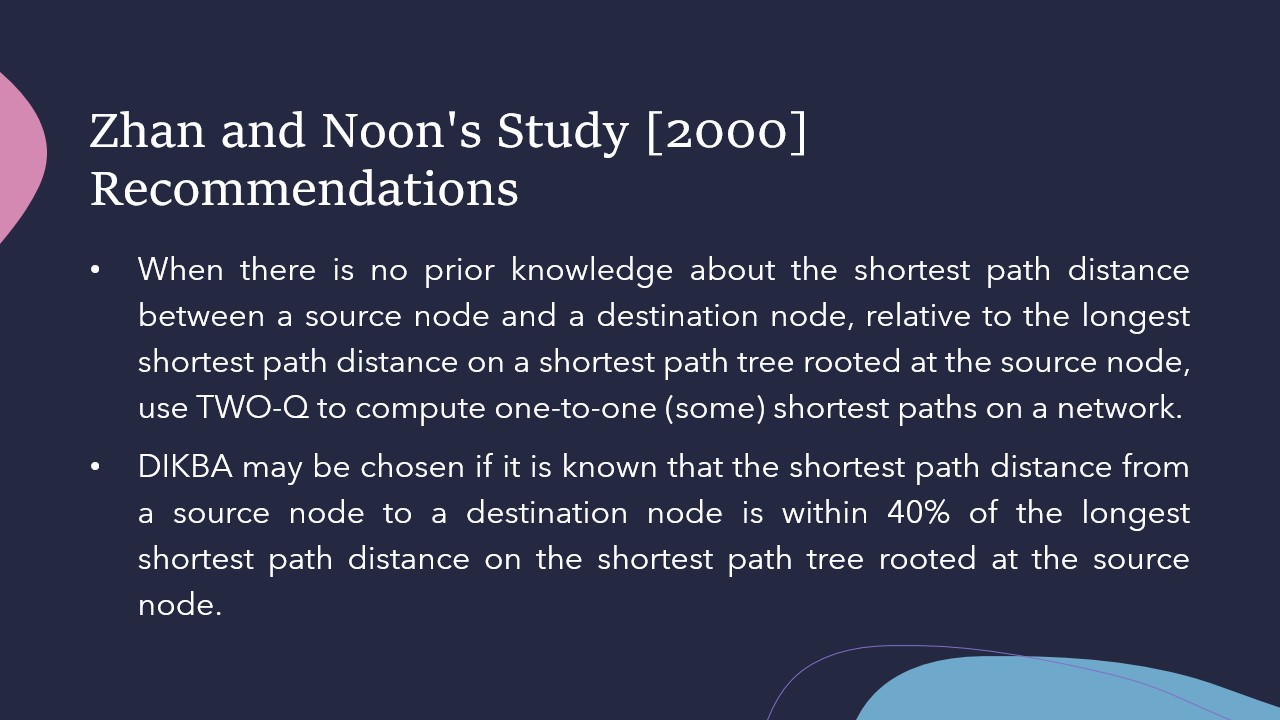 Zhan and Noon's Study [2000]
Recommendations
• When there is no prior knowledge about the shortest path distance
between a source node and a destination node, relative to the longest
shortest path distance on a shortest path tree rooted at the source node,
use TWO-Q to compute one-to-one (some) shortest paths on a network.
• DIKBA may be chosen if it is known that the shortest path distance from
a source node to a destination node is within 40% of the longest
shortest path distance on the shortest path tree rooted at the source
node.